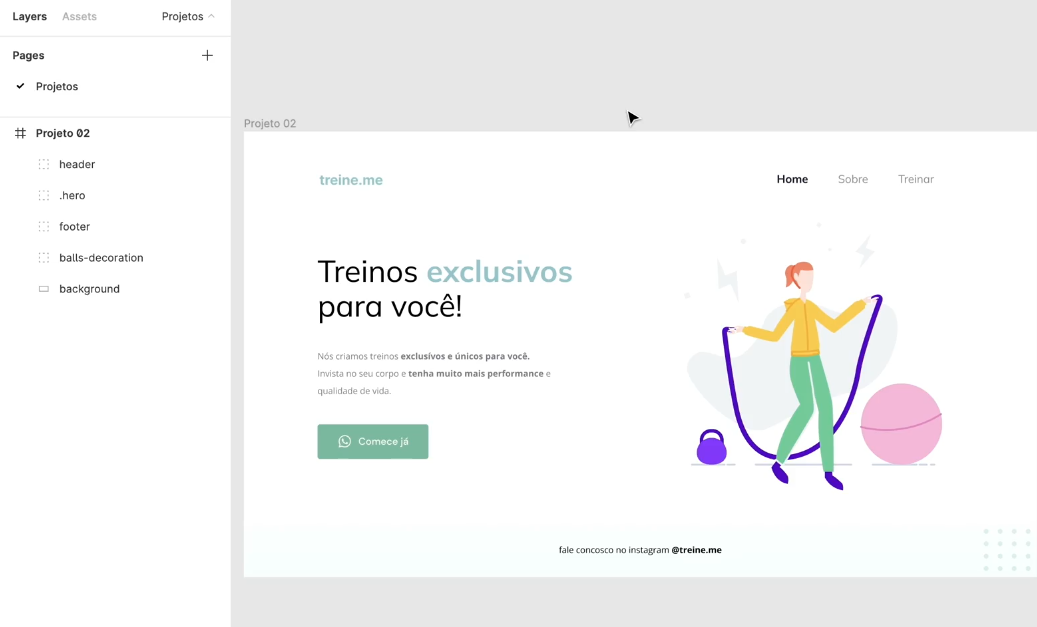 Layers Assets Projetos
Pages
Projetos
Projeto 02
header
.hero
footer
balls-decoration
background
Projeto 02
treine.me
Home Sobre Treinar
Treinos exclusivos
para você!
Nós criamos treinos exclusívos e únicos para você.
Invista no seu corpo e tenha muito mais performance e
qualidade de vida.
Comece já
fale concosco no instagram @treine.me